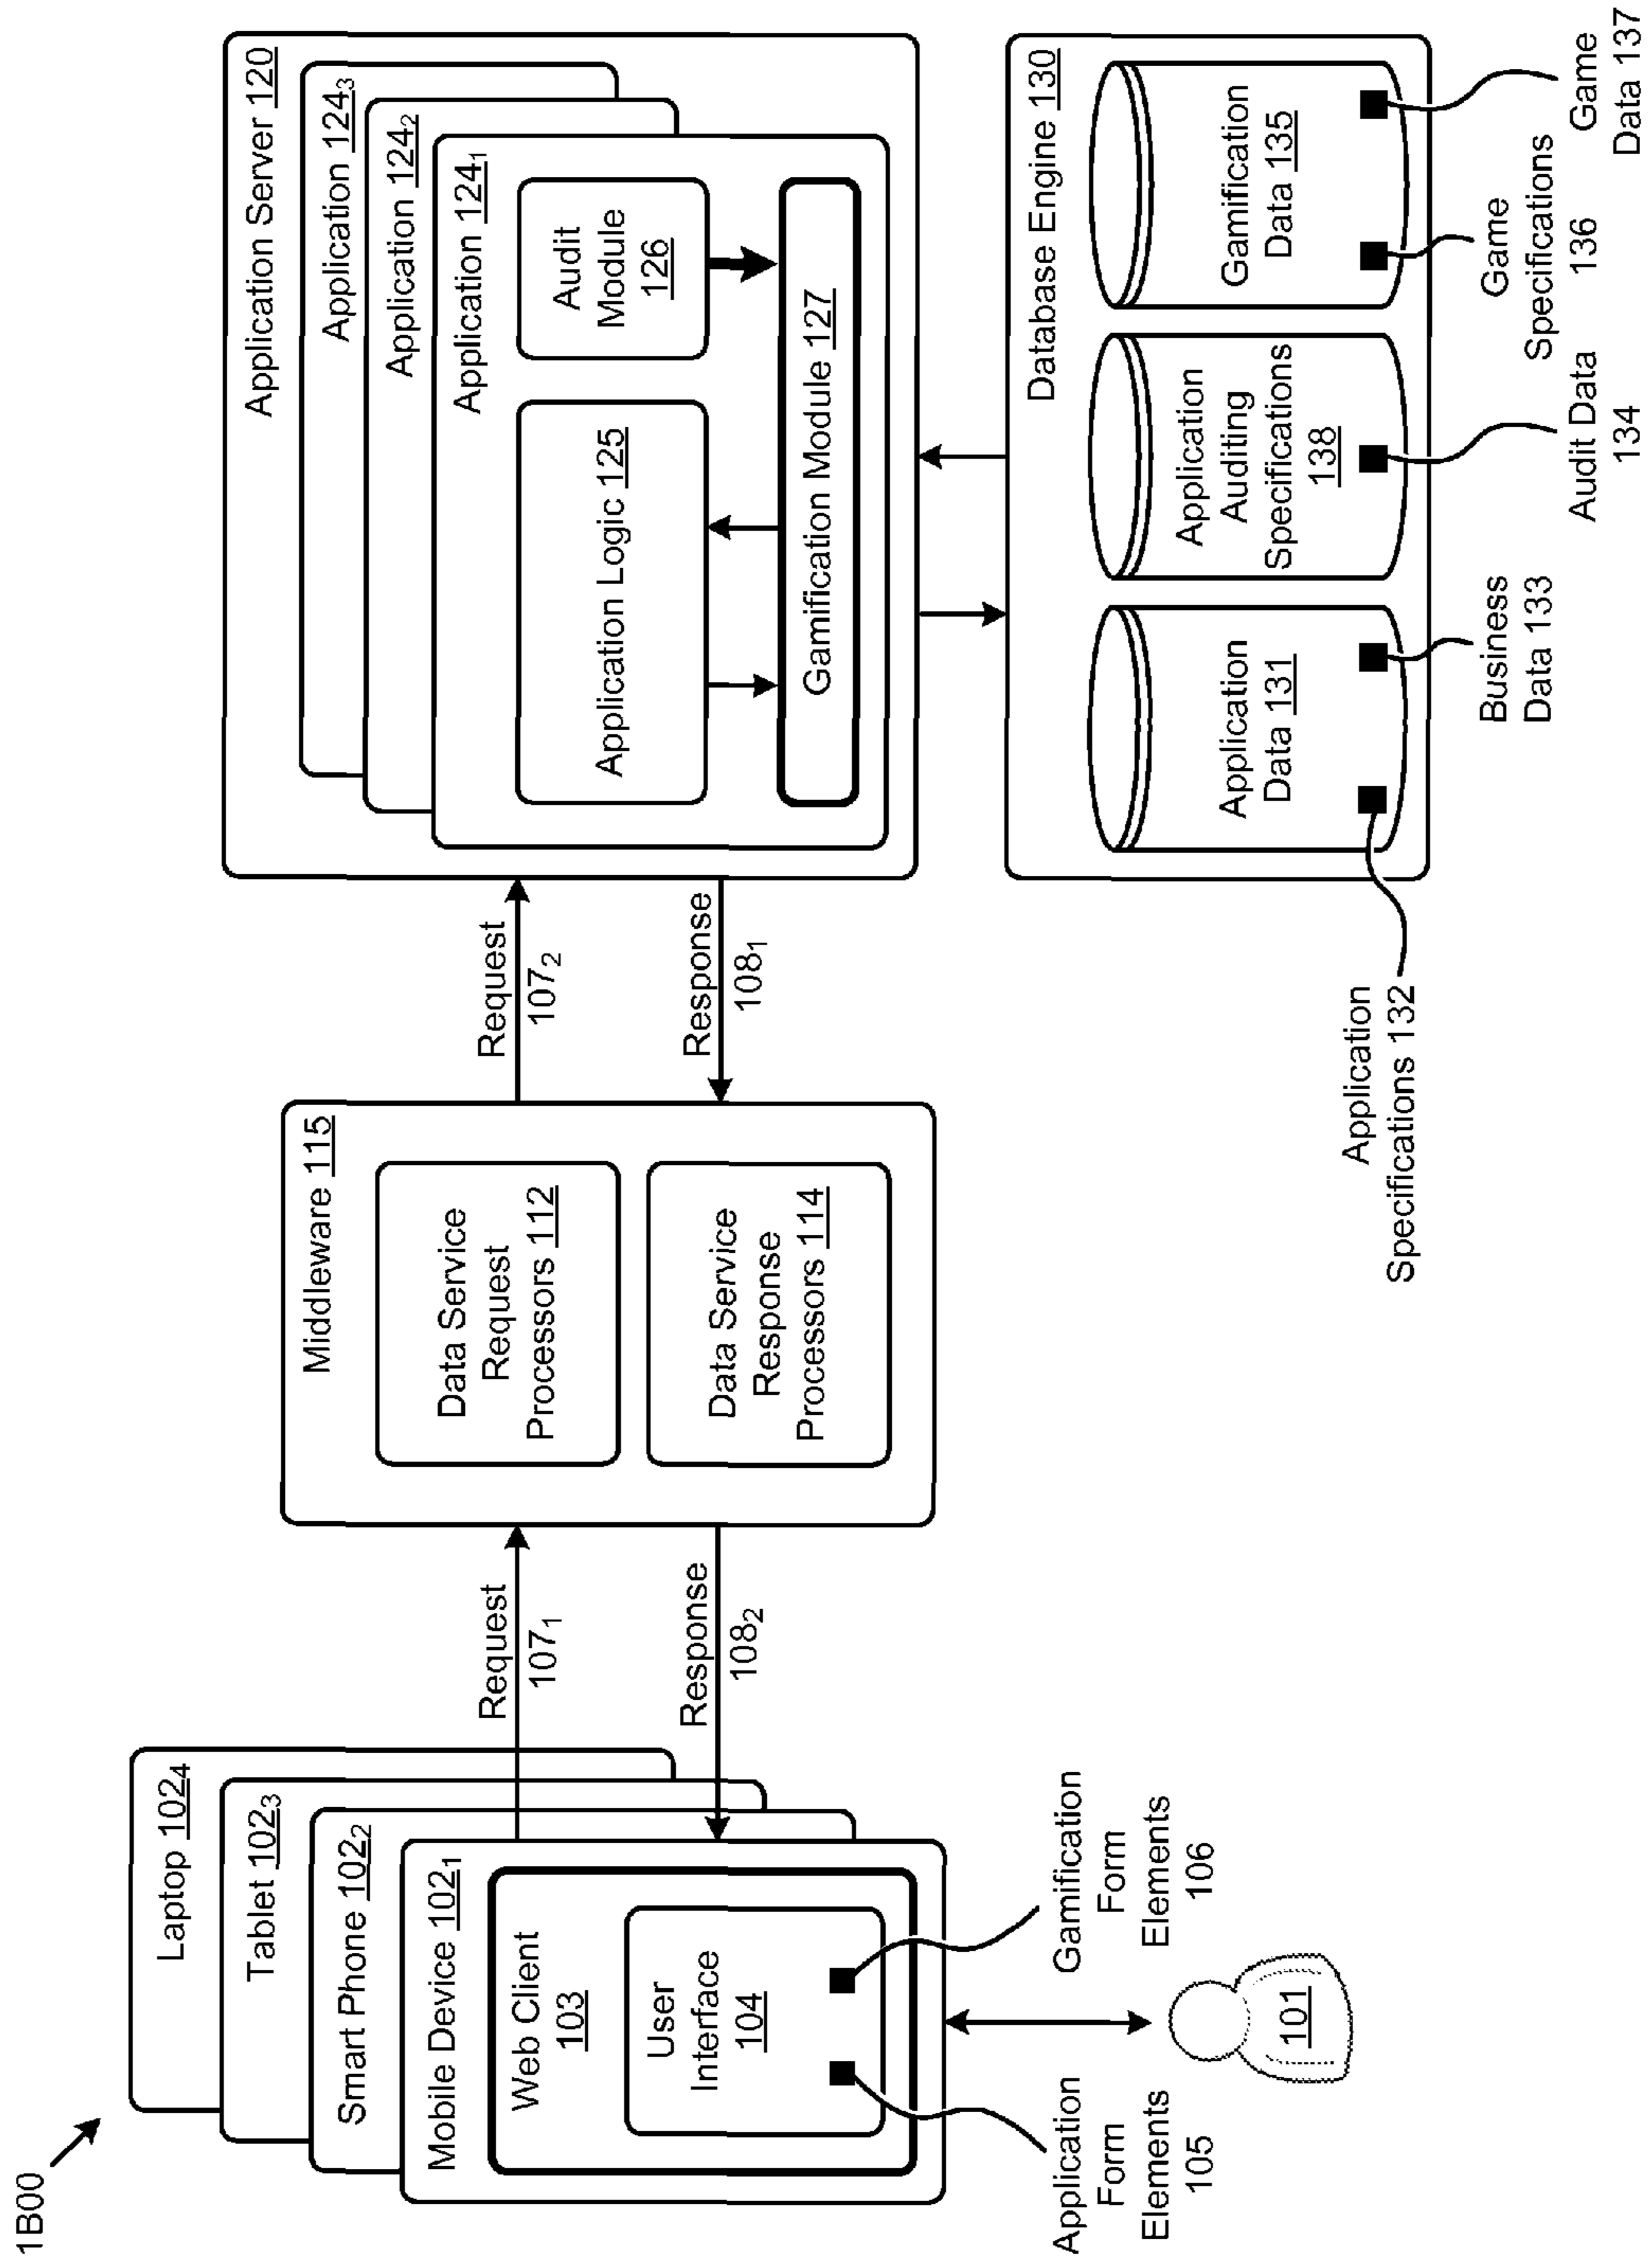 1B00
Laptop 102₄
Tablet 102₃
Smart Phone 102₂
Mobile Device 102₁
Web Client
103
User
Interface
104
Application
Form
Elements
105
Gamification
Form
Elements
106
101
Request
107₁
Response
108₂
Middleware 115
Data Service
Request
Processors 112
Data Service
Response
Processors 114
Request
107₂
Response
108₁
Application Server 120
Application 124₃
Application 124₂
Application 124₁
Application Logic 125
Audit
Module
126
Gamification Module 127
Database Engine 130
Application
Data 131
Application
Auditing
Specifications
138
Gamification
Data 135
Application
Specifications 132
Business
Data 133
Audit Data
134
Game
Specifications
136
Game
Data 137